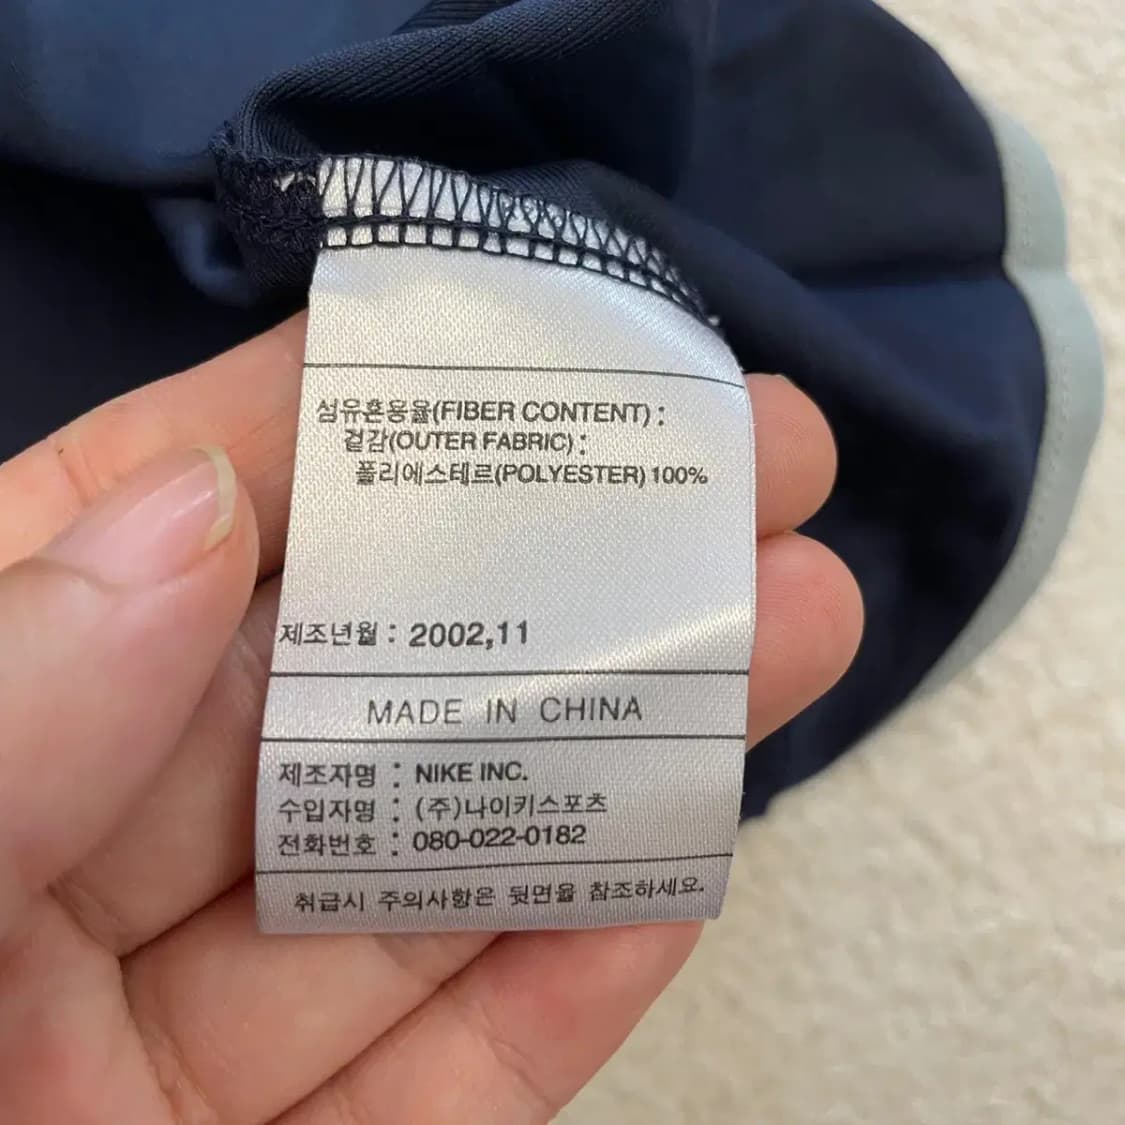 섬유혼용율(FIBER CONTENT) :
겉감(OUTER FABRIC) :
폴리에스테르(POLYESTER) 100%
제조년월 : 2002,11
MADE IN CHINA
제조자명 : NIKE INC.
수입자명 : (주)나이키스포츠
전화번호 : 080-022-0182
취급시 주의사항은 뒷면을 참조하세요.